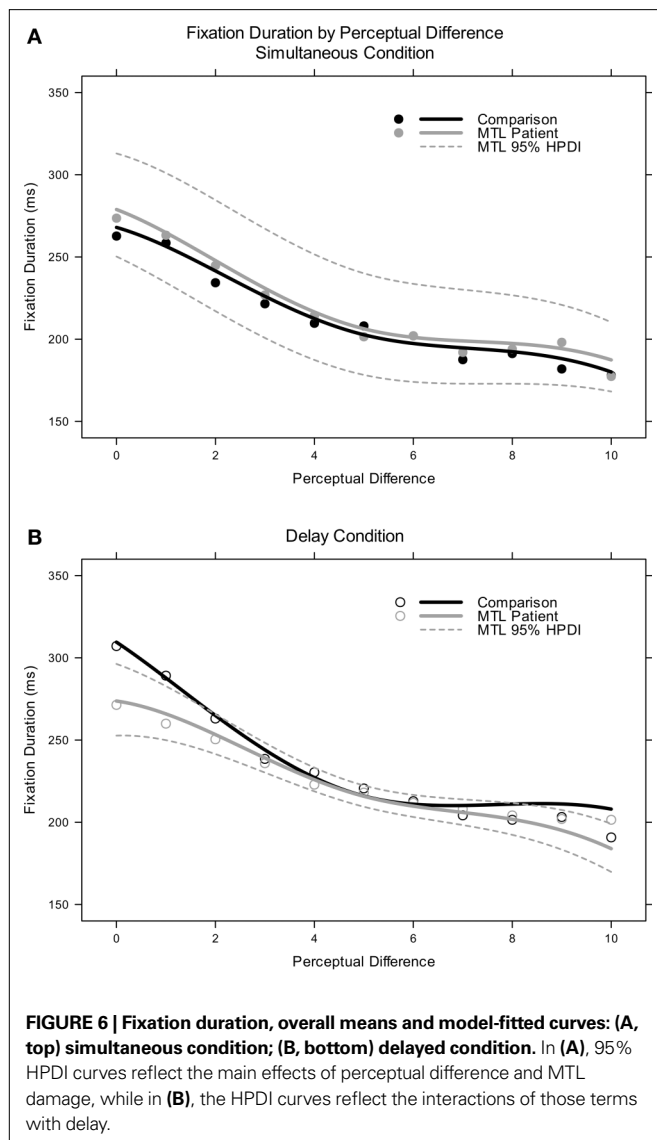 A
Fixation Duration by Perceptual Difference
Simultaneous Condition
350
300
250
200
150
Fixation Duration (ms)
Comparison
MTL Patient
MTL 95% HPDI
0 2 4 6 8 10
Perceptual Difference
B
Delay Condition
350
300
250
200
150
Fixation Duration (ms)
Comparison
MTL Patient
MTL 95% HPDI
0 2 4 6 8 10
Perceptual Difference
FIGURE 6 | Fixation duration, overall means and model-fitted curves: (A,
top) simultaneous condition; (B, bottom) delayed condition. In (A), 95%
HPDI curves reflect the main effects of perceptual difference and MTL
damage, while in (B), the HPDI curves reflect the interactions of those terms
with delay.